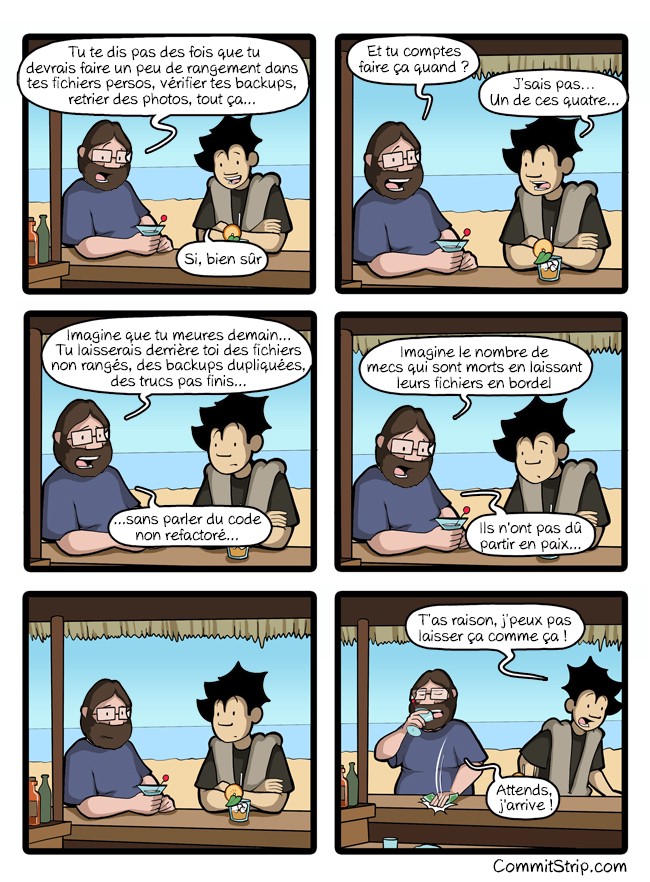 Tu te dis pas des fois que tu
devrais faire un peu de rangement dans
tes fichiers persos, vérifier tes backups,
retrier des photos, tout ça...
Si, bien sûr
Et tu comptes
faire ça quand ?
J'sais pas...
Un de ces quatre...
Imagine que tu meures demain...
Tu laisserais derrière toi des fichiers
non rangés, des backups dupliquées,
des trucs pas finis...
...sans parler du code
non refactoré...
Imagine le nombre de
mecs qui sont morts en laissant
leurs fichiers en bordel
Ils n'ont pas dû
partir en paix...
T'as raison, j'peux pas
laisser ça comme ça !
Attends,
j'arrive !
CommitStrip.com